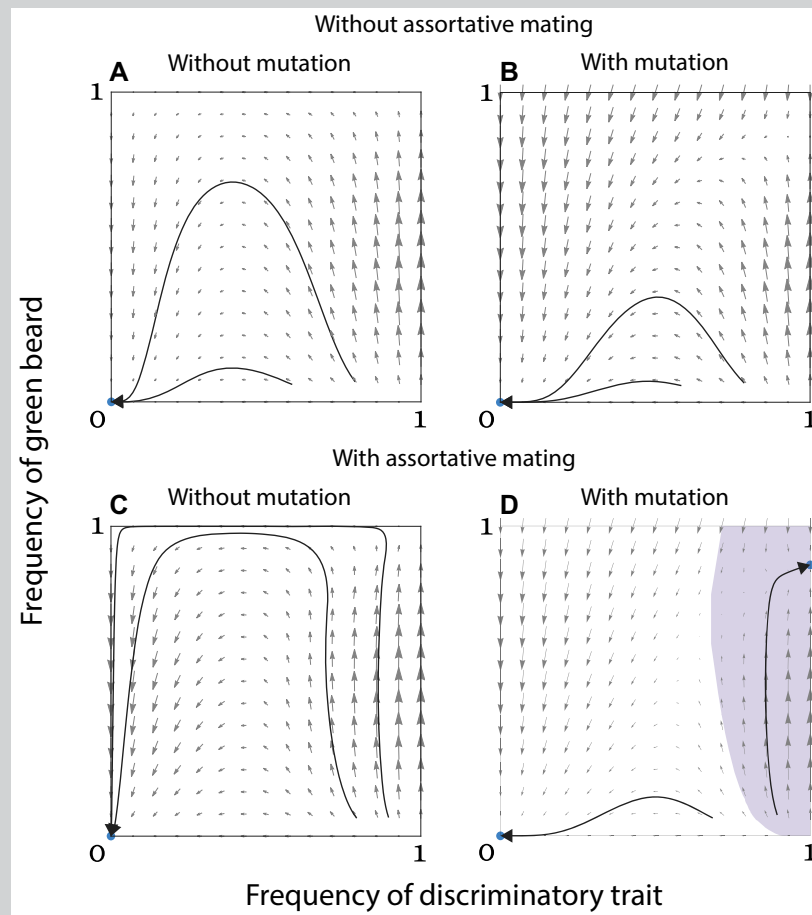 Without assortative mating
A Without mutation
B With mutation
1
1
0 1
0 1
With assortative mating
C Without mutation
D With mutation
1
1
0 1
0 1
Frequency of green beard
Frequency of discriminatory trait